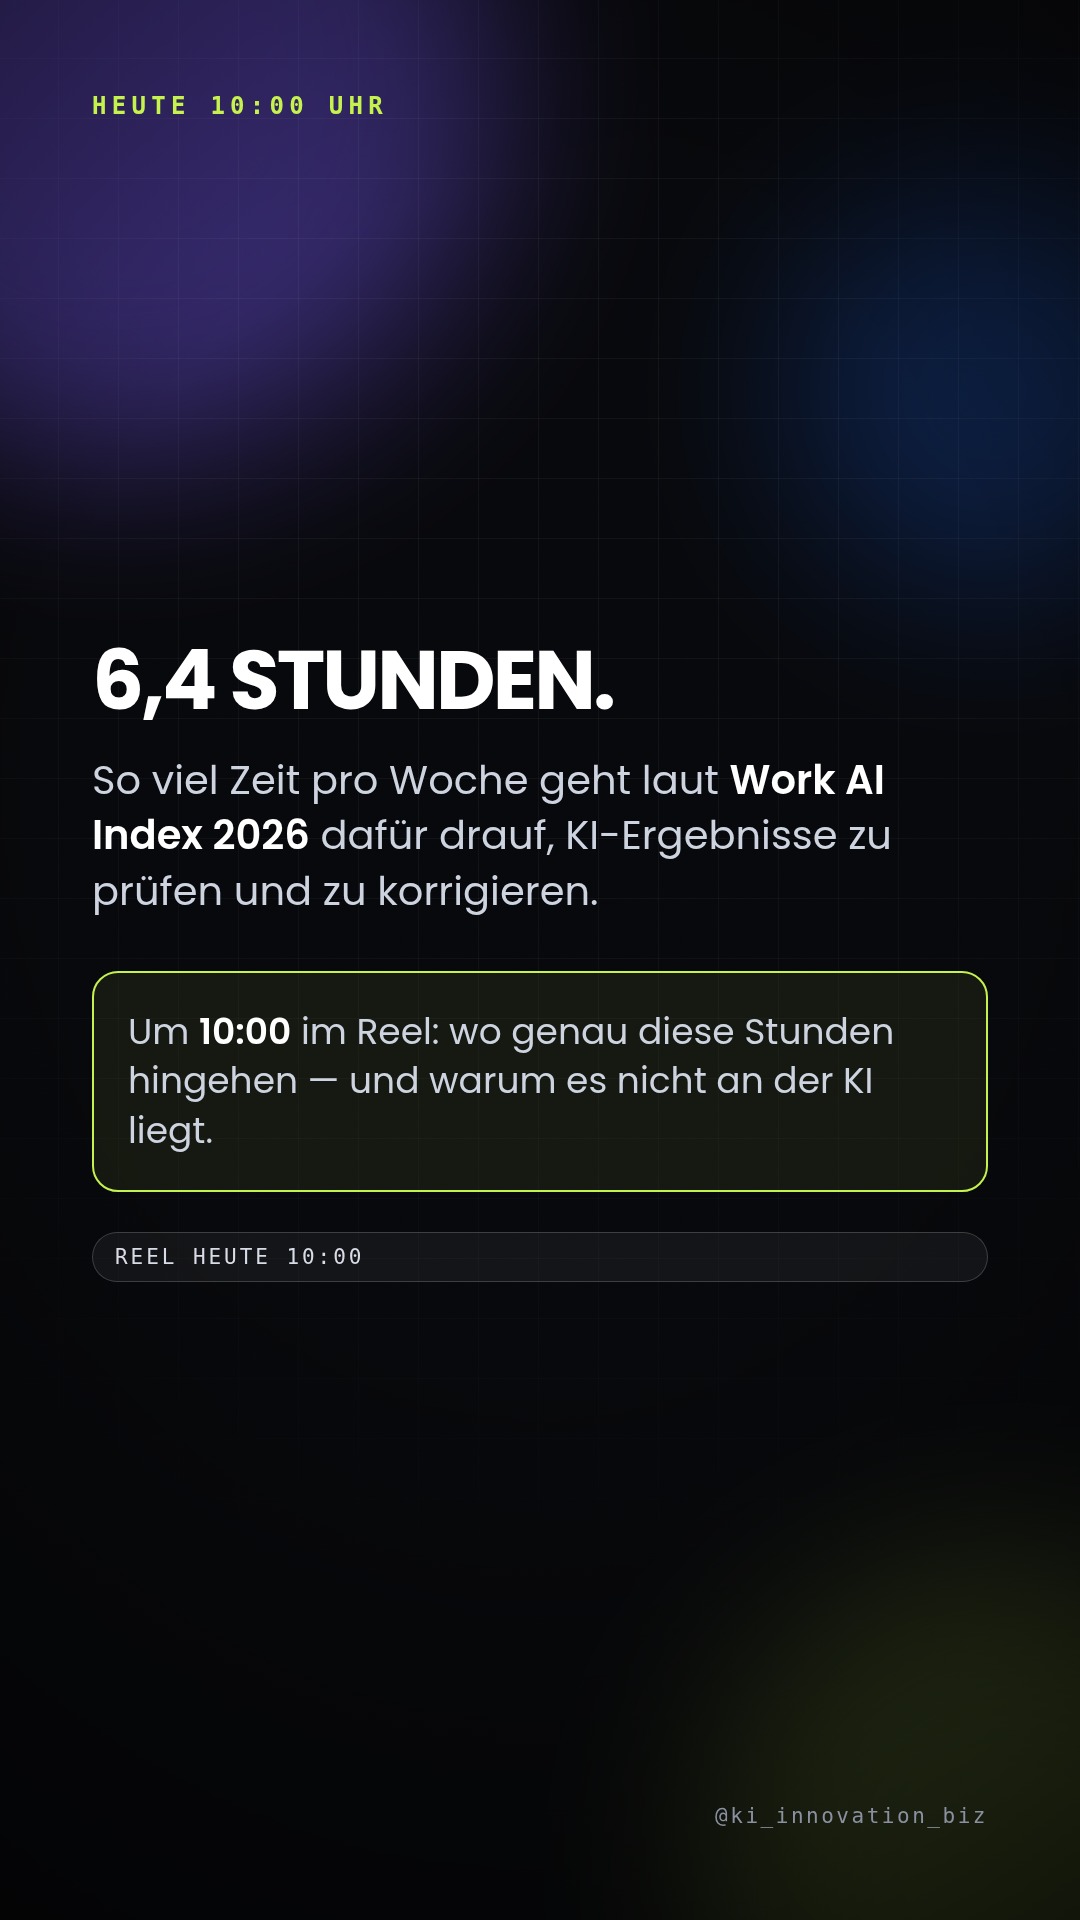 HEUTE 10:00 UHR
6,4 STUNDEN.
So viel Zeit pro Woche geht laut Work AI
Index 2026 dafür drauf, KI-Ergebnisse zu
prüfen und zu korrigieren.
Um 10:00 im Reel: wo genau diese Stunden
hingehen — und warum es nicht an der KI
liegt.
REEL HEUTE 10:00
@ki_innovation_biz